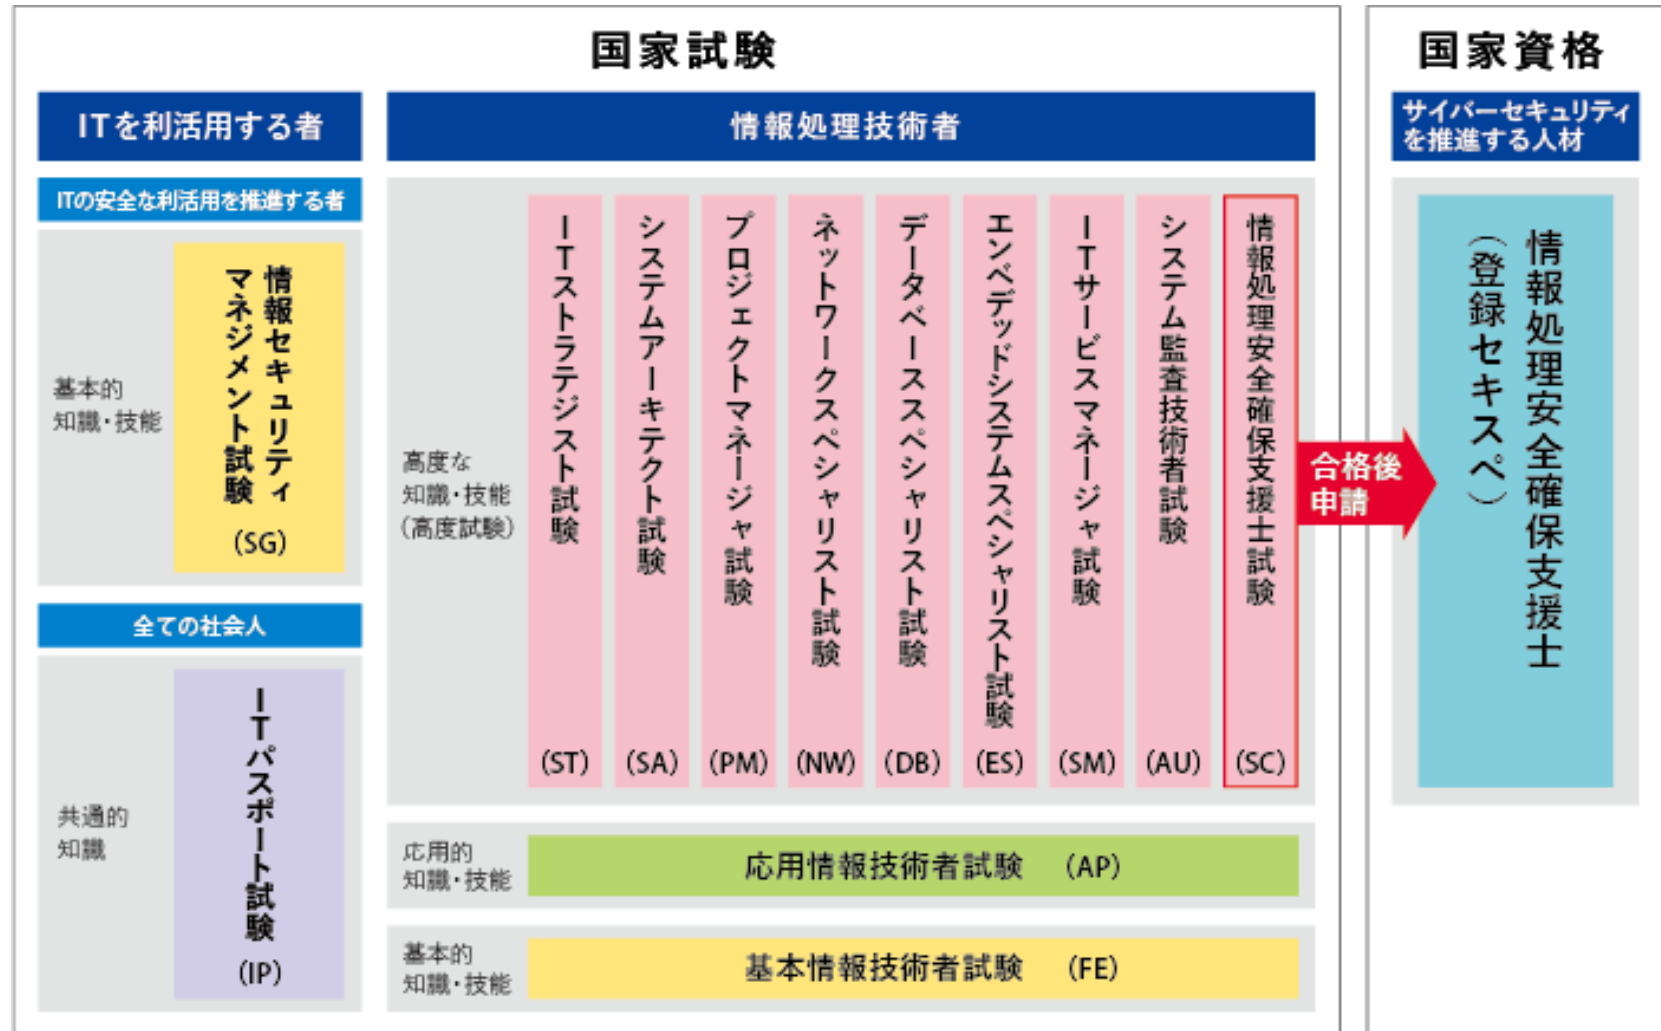 国家試験
国家資格
ITを利活用する者
情報処理技術者
サイバーセキュリティ
を推進する人材
ITの安全な利活用を推進する者
基本的
知識・技能
情報セキュリティ
マネジメント試験
(SG)
全ての社会人
共通的
知識
ITパスポート試験
(IP)
高度な
知識・技能
(高度試験)
ITストラテジスト試験
(ST)
システムアーキテクト試験
(SA)
プロジェクトマネージャ試験
(PM)
ネットワークスペシャリスト試験
(NW)
データベーススペシャリスト試験
(DB)
エンベデッドシステムスペシャリスト試験
(ES)
ITサービスマネージャ試験
(SM)
システム監査技術者試験
(AU)
情報処理安全確保支援士試験
(SC)
合格後
申請
情報処理安全確保支援士
(登録セキスペ)
応用的
知識・技能
応用情報技術者試験 (AP)
基本的
知識・技能
基本情報技術者試験 (FE)